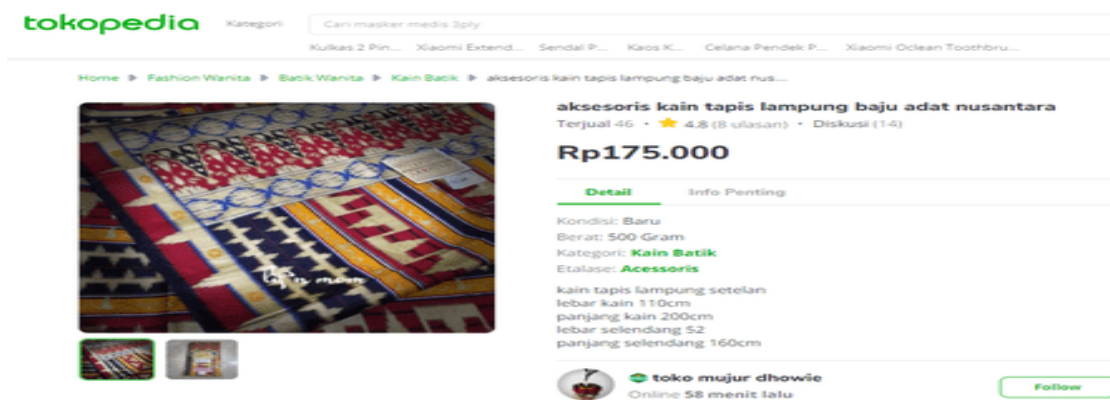 tokopedia Kategori Cari masker medis 3ply
Kulkas 2 Pin... Xiaomi Extend... Sendal P... Kaos K... Celana Pendek P... Xiaomi Oclean Toothbru...
Home Fashion Wanita Batik Wanita Kain Batik aksesoris kain tapis lampung baju adat nus...
aksesoris kain tapis lampung baju adat nusantara
Terjual 46 • 4.8 (8 ulasan) • Diskusi (14)
Rp175.000
Detail Info Penting
Kondisi: Baru
Berat: 500 Gram
Kategori: Kain Batik
Etalase: Acessoris
kain tapis lampung setelan
lebar kain 110cm
panjang kain 200cm
lebar selendang 52
panjang selendang 160cm
toko mujur dhowie
Online 58 menit lalu
Follow